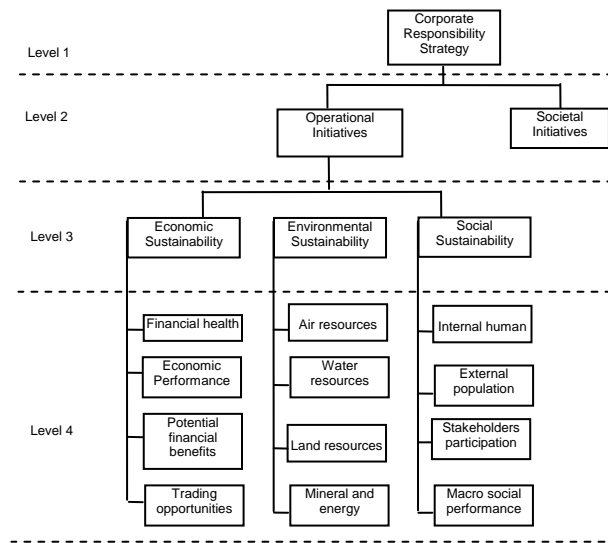 Corporate
Responsibility
Strategy
Level 1
Level 2
Operational
Initiatives
Societal
Initiatives
Level 3
Economic
Sustainability
Environmental
Sustainability
Social
Sustainability
Level 4
Financial health
Air resources
Internal human
Economic
Performance
Water
resources
External
population
Potential
financial
benefits
Land resources
Stakeholders
participation
Trading
opportunities
Mineral and
energy
Macro social
performance